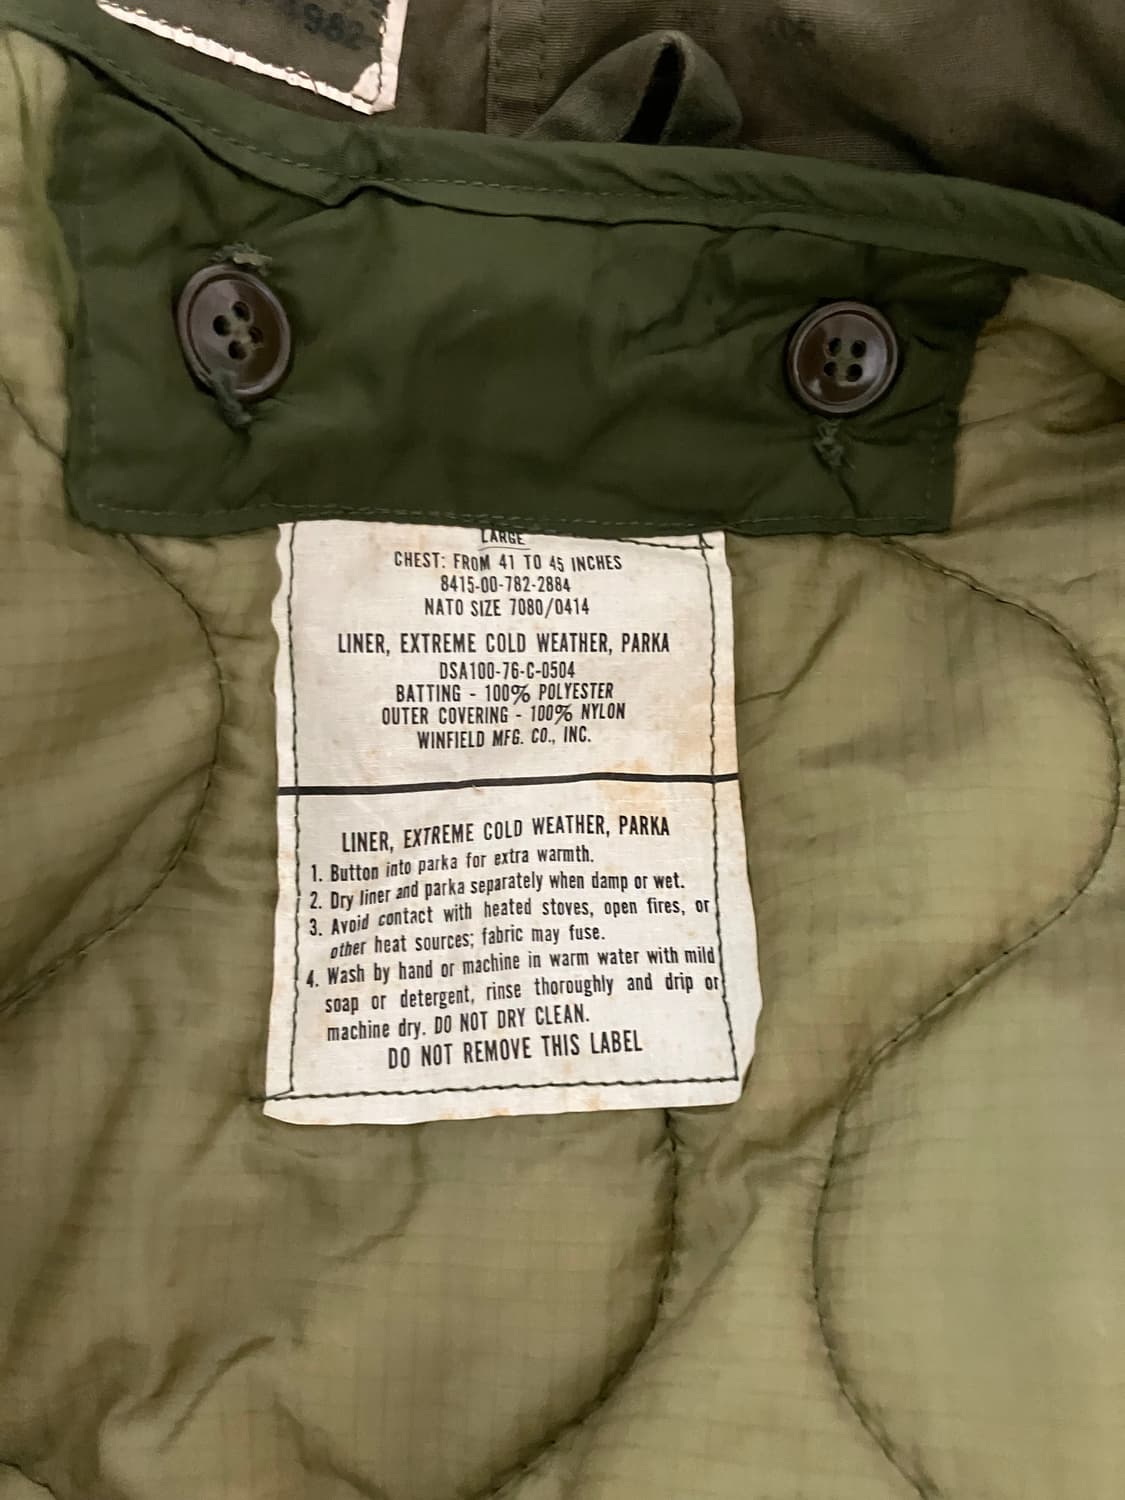 1982
LARGE
CHEST: FROM 41 TO 45 INCHES
8415-00-782-2884
NATO SIZE 7080/0414
LINER, EXTREME COLD WEATHER, PARKA
DSA100-76-C-0504
BATTING - 100% POLYESTER
OUTER COVERING - 100% NYLON
WINFIELD MFG. CO., INC.
LINER, EXTREME COLD WEATHER, PARKA
1. Button into parka for extra warmth.
2. Dry liner and parka separately when damp or wet.
3. Avoid contact with heated stoves, open fires, or
other heat sources; fabric may fuse.
4. Wash by hand or machine in warm water with mild
soap or detergent, rinse thoroughly and drip or
machine dry. DO NOT DRY CLEAN.
DO NOT REMOVE THIS LABEL